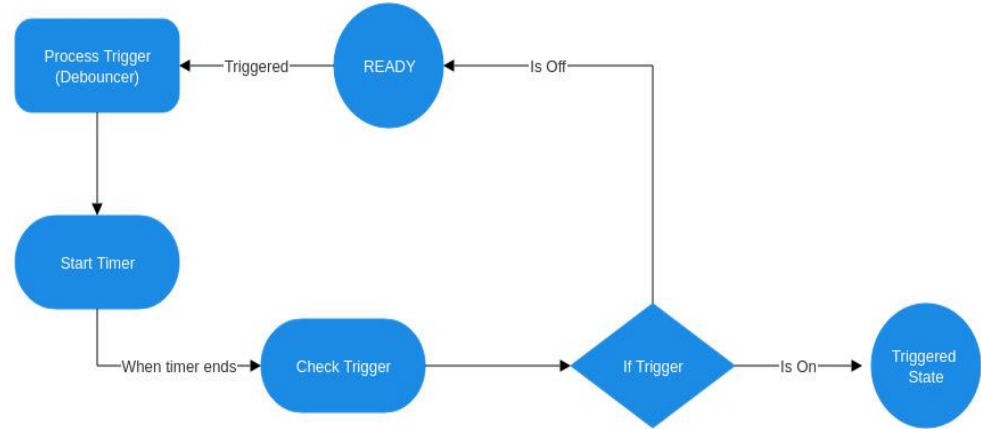 Process Trigger
(Debouncer)
Triggered
READY
Is Off
Start Timer
When timer ends
Check Trigger
If Trigger
Is On
Triggered
State